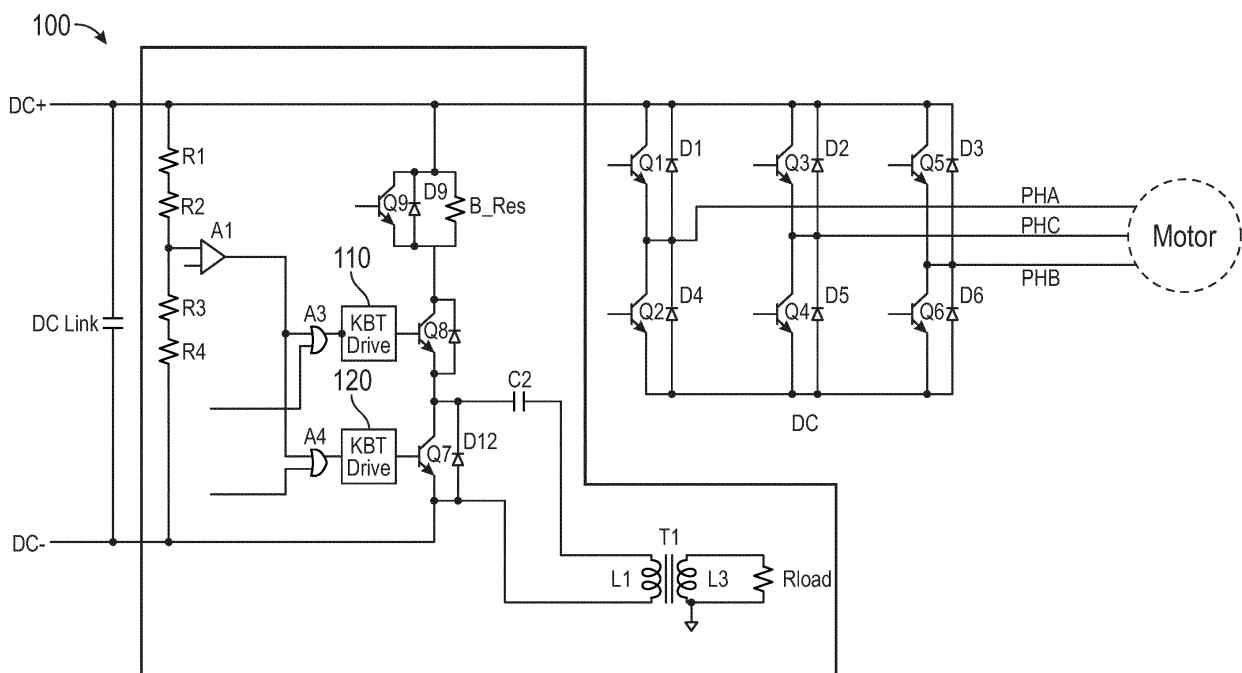 100
DC+
R1
R2
A1
R3
R4
DC Link
110
A3
KBT
Drive
120
A4
KBT
Drive
Q9
D9
B_Res
Q8
Q7
D12
C2
DC-
T1
L1
L3
Rload
Q1
D1
Q3
D2
Q5
D3
PHA
PHC
PHB
Motor
Q2
D4
Q4
D5
Q6
D6
DC